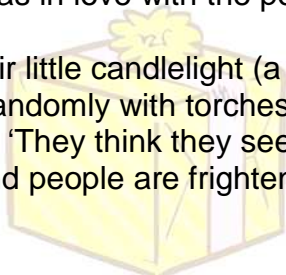 as in love with the po
ir little candlelight (a
andomly with torches
'They think they see
d people are frighten